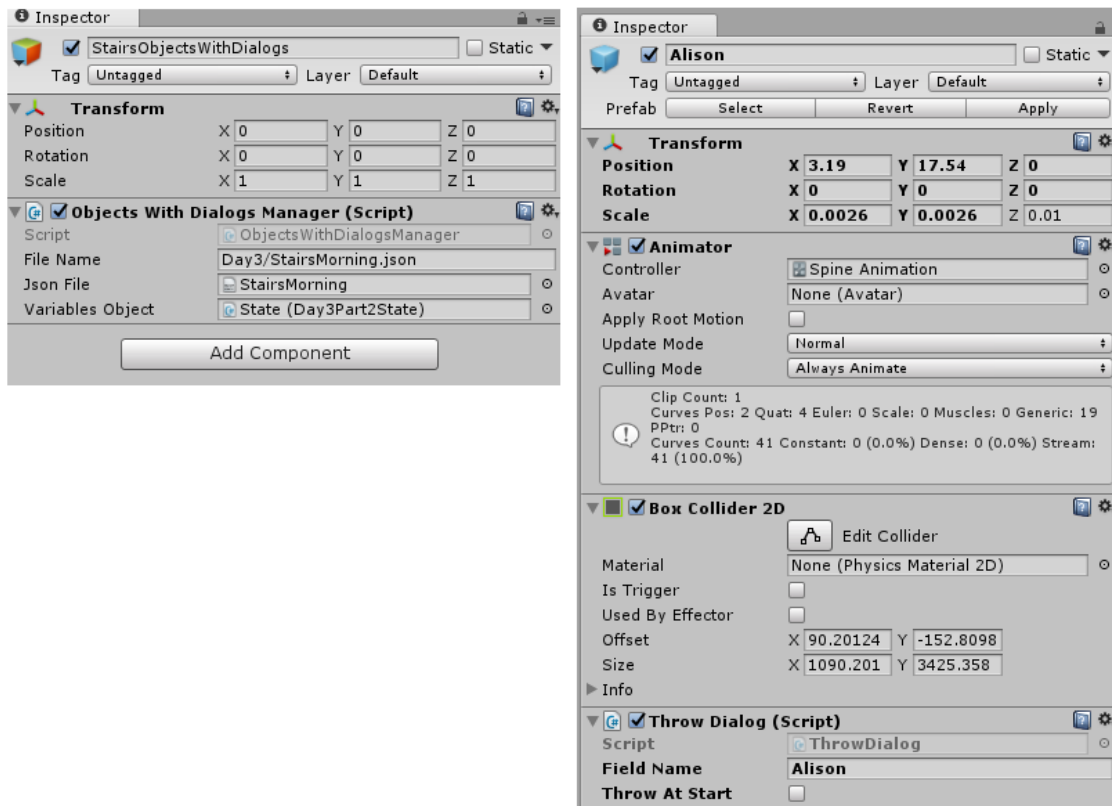 Inspector
StairsObjectsWithDialogs Static
Tag Untagged Layer Default
Transform
Position X 0 Y 0 Z 0
Rotation X 0 Y 0 Z 0
Scale X 1 Y 1 Z 1
Objects With Dialogs Manager (Script)
Script ObjectsWithDialogsManager
File Name Day3/StairsMorning.json
Json File StairsMorning
Variables Object State (Day3Part2State)
Add Component
Inspector
Alison Static
Tag Untagged Layer Default
Prefab Select Revert Apply
Transform
Position X 3.19 Y 17.54 Z 0
Rotation X 0 Y 0 Z 0
Scale X 0.0026 Y 0.0026 Z 0.01
Animator
Controller Spine Animation
Avatar None (Avatar)
Apply Root Motion
Update Mode Normal
Culling Mode Always Animate
Clip Count: 1
Curves Pos: 2 Quat: 4 Euler: 0 Scale: 0 Muscles: 0 Generic: 19
PPtr: 0
Curves Count: 41 Constant: 0 (0.0%) Dense: 0 (0.0%) Stream:
41 (100.0%)
Box Collider 2D
Edit Collider
Material None (Physics Material 2D)
Is Trigger
Used By Effector
Offset X 90.20124 Y -152.8098
Size X 1090.201 Y 3425.358
Info
Throw Dialog (Script)
Script ThrowDialog
Field Name Alison
Throw At Start